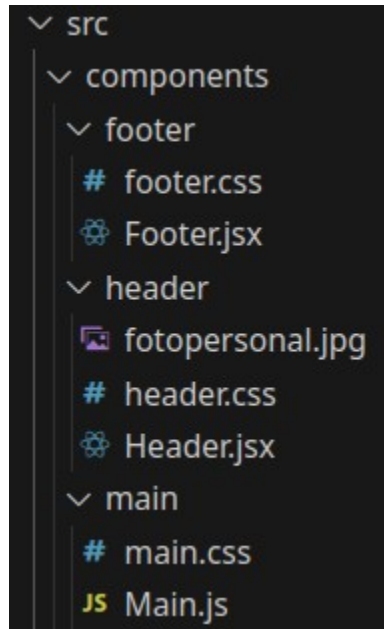 src
components
footer
# footer.css
Footer.jsx
header
fotopersonal.jpg
# header.css
Header.jsx
main
# main.css
JS Main.js